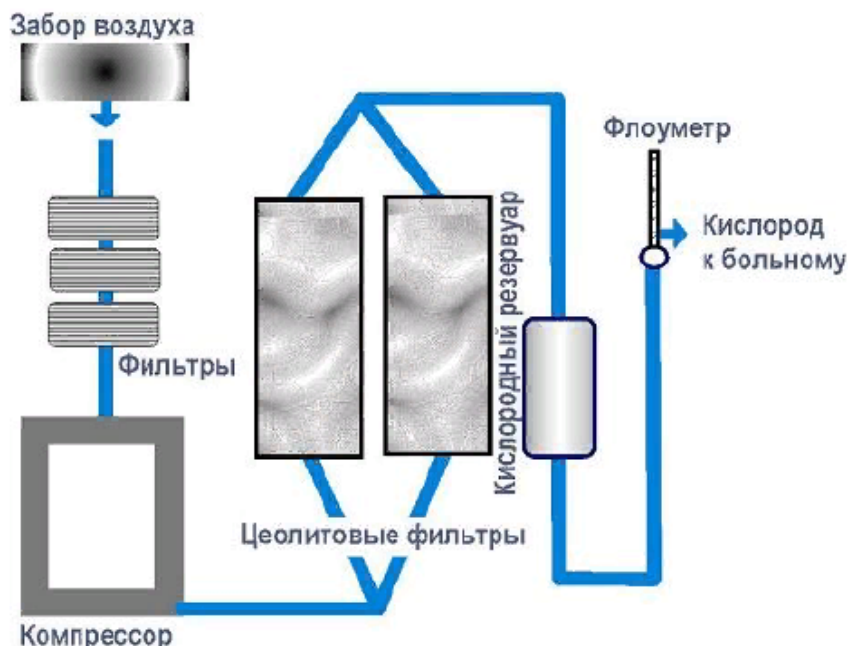 Забор воздуха
Флоуметр
Кислород
к больному
Кислородный резервуар
Фильтры
Цеолитовые фильтры
Компрессор